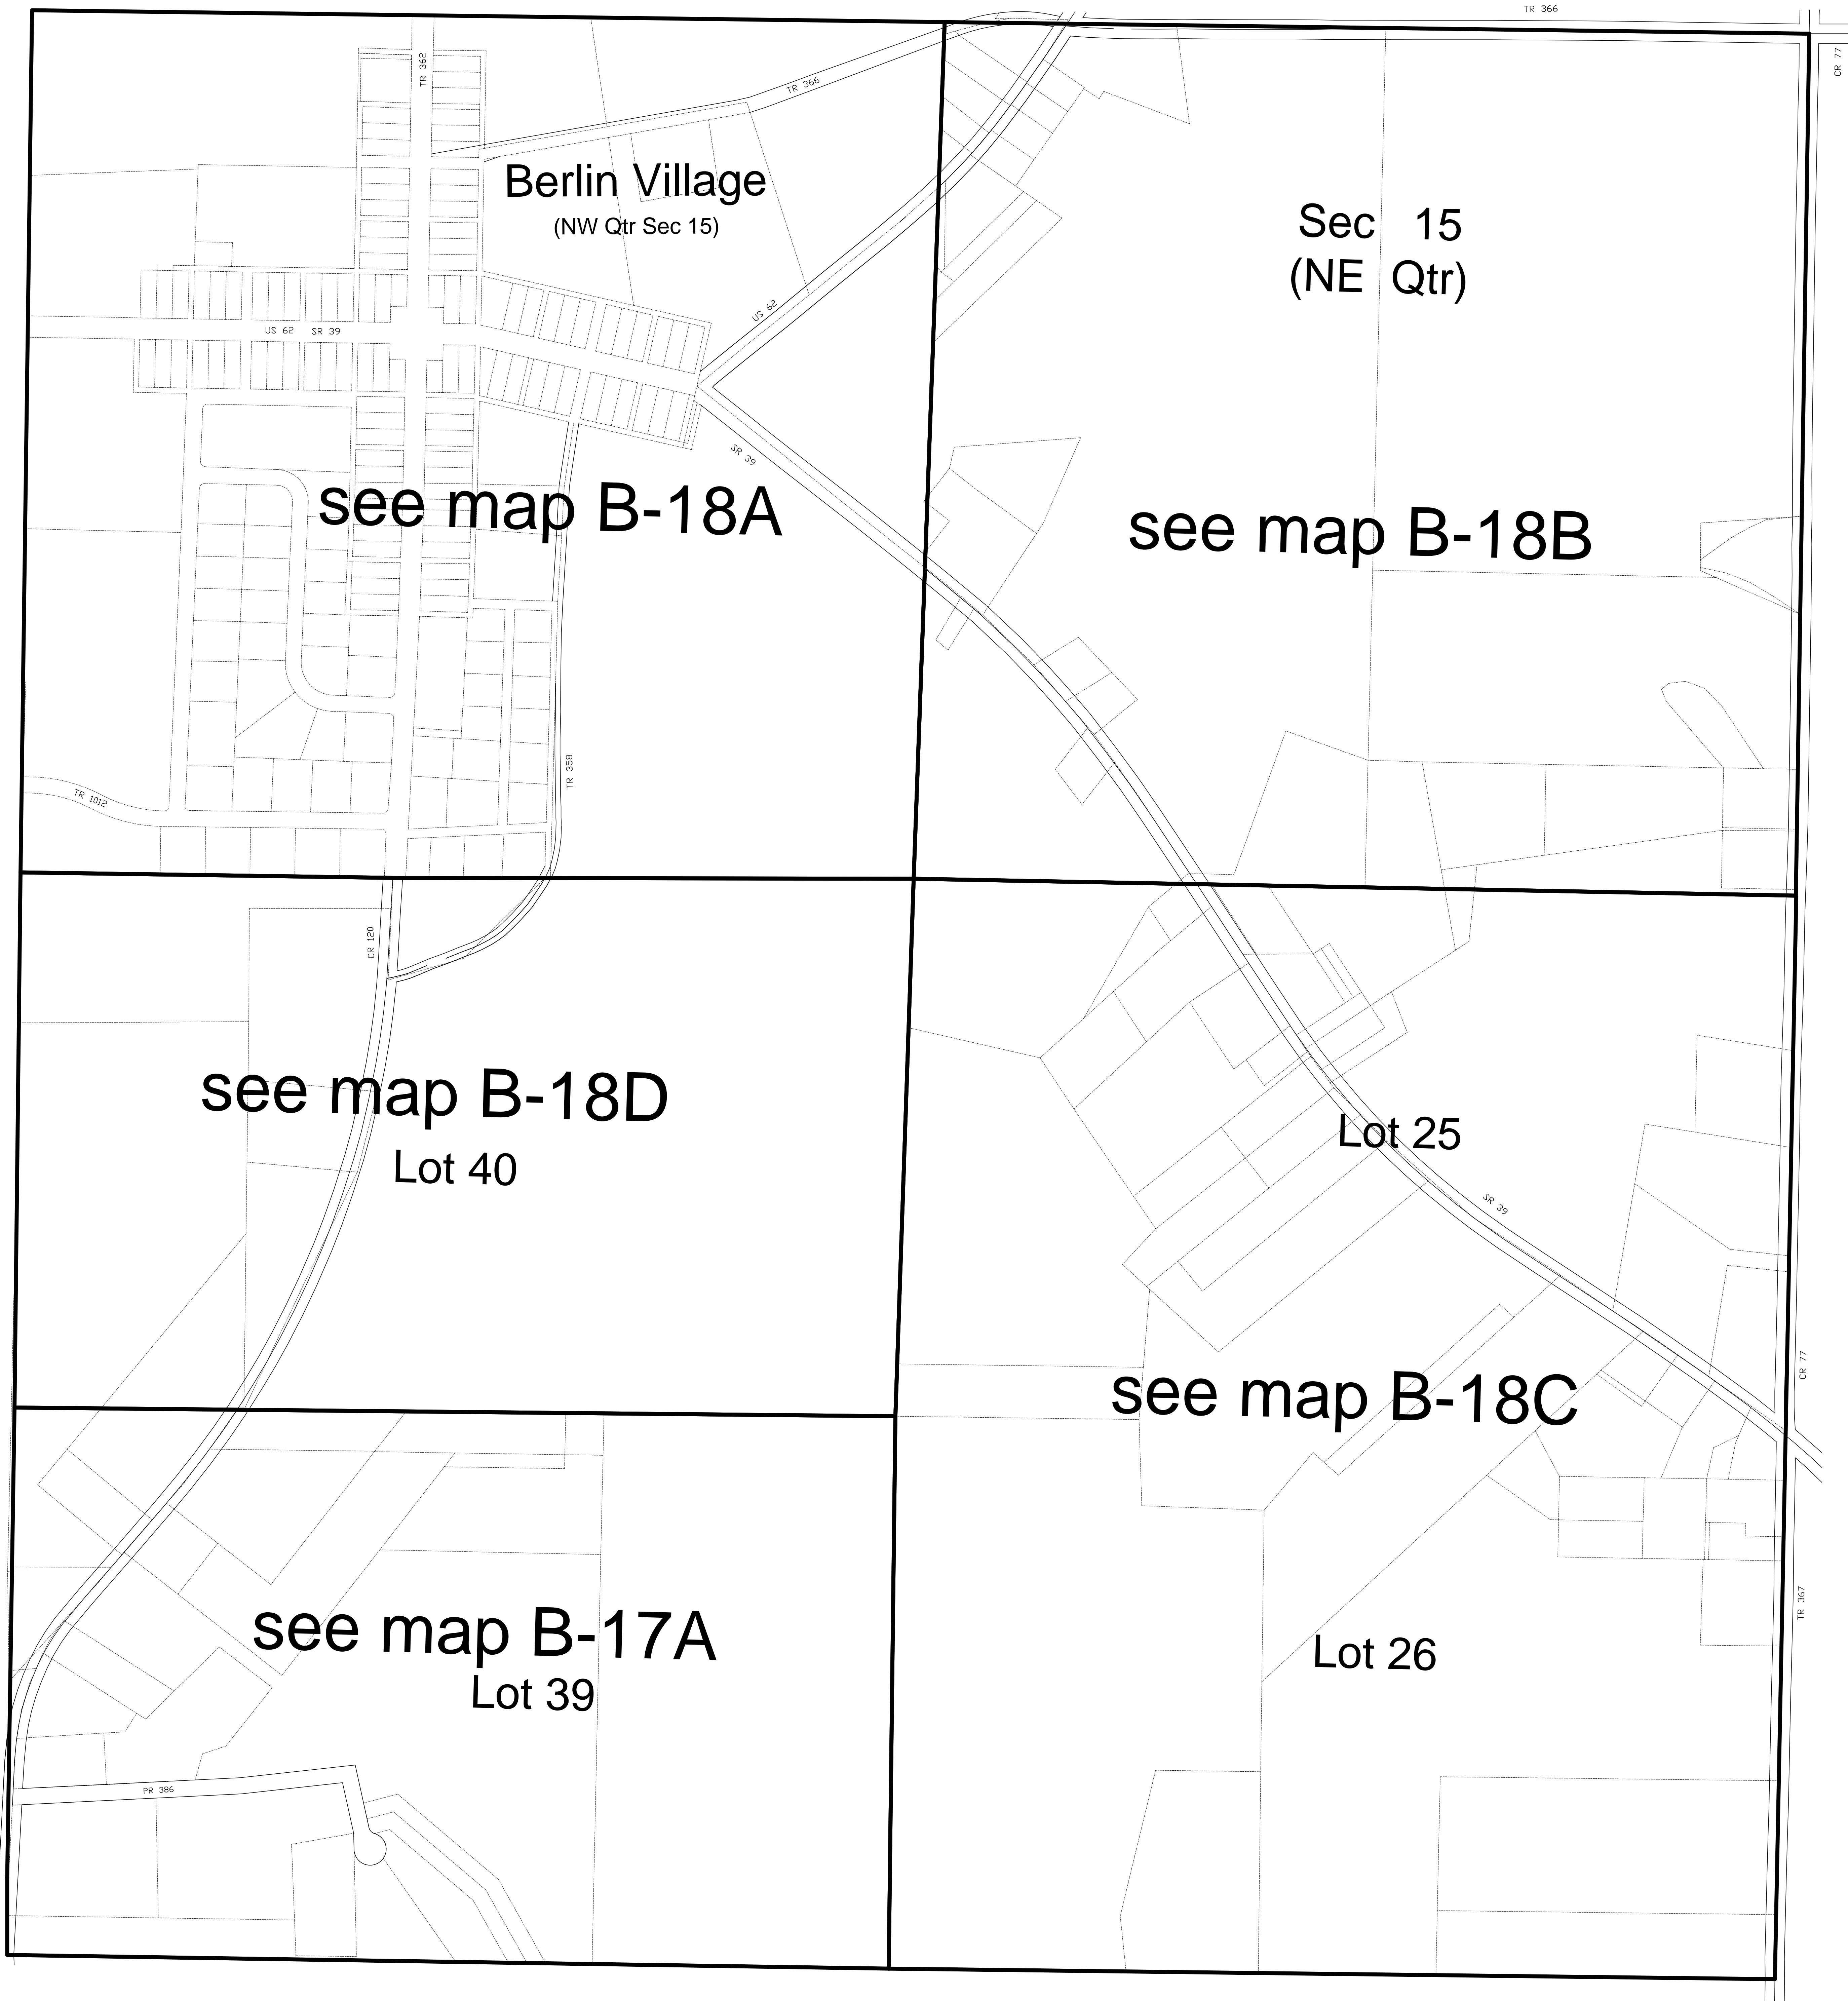 TR 366
CR 77
TR 362
TR 366
Berlin Village
(NW Qtr Sec 15)
Sec 15
(NE Qtr)
US 62
US 62 SR 39
SR 39
see map B-18A
see map B-18B
TR 358
TR 1012
CR 120
see map B-18D
Lot 40
Lot 25
SR 39
CR 77
see map B-18C
TR 367
see map B-17A
Lot 39
Lot 26
PR 386